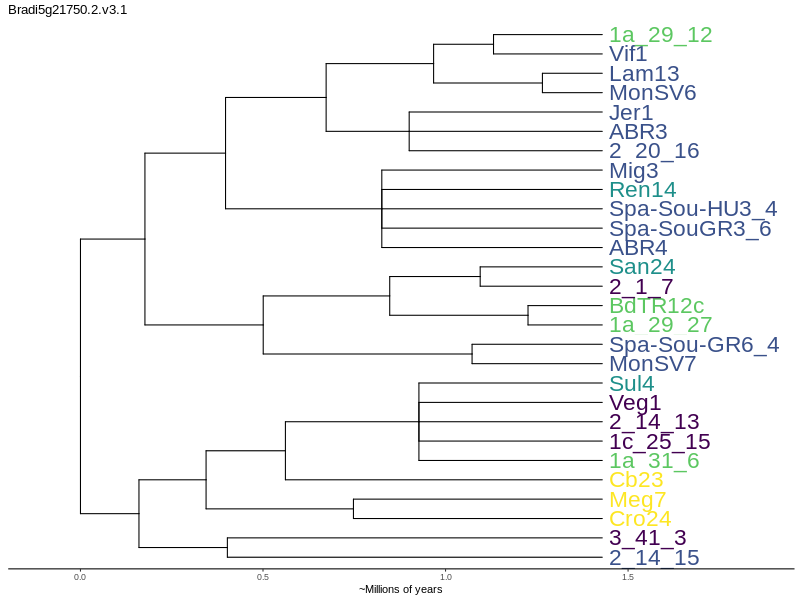 Bradi5g21750.2.v3.1
1a_29_12
Vif1
Lam13
MonSV6
Jer1
ABR3
2_20_16
Mig3
Ren14
Spa-Sou-HU3_4
Spa-SouGR3_6
ABR4
San24
2_1_7
BdTR12c
1a_29_27
Spa-Sou-GR6_4
MonSV7
Sul4
Veg1
2_14_13
1c_25_15
1a_31_6
Cb23
Meg7
Cro24
3_41_3
2_14_15
0.0 0.5 1.0 1.5
~Millions of years